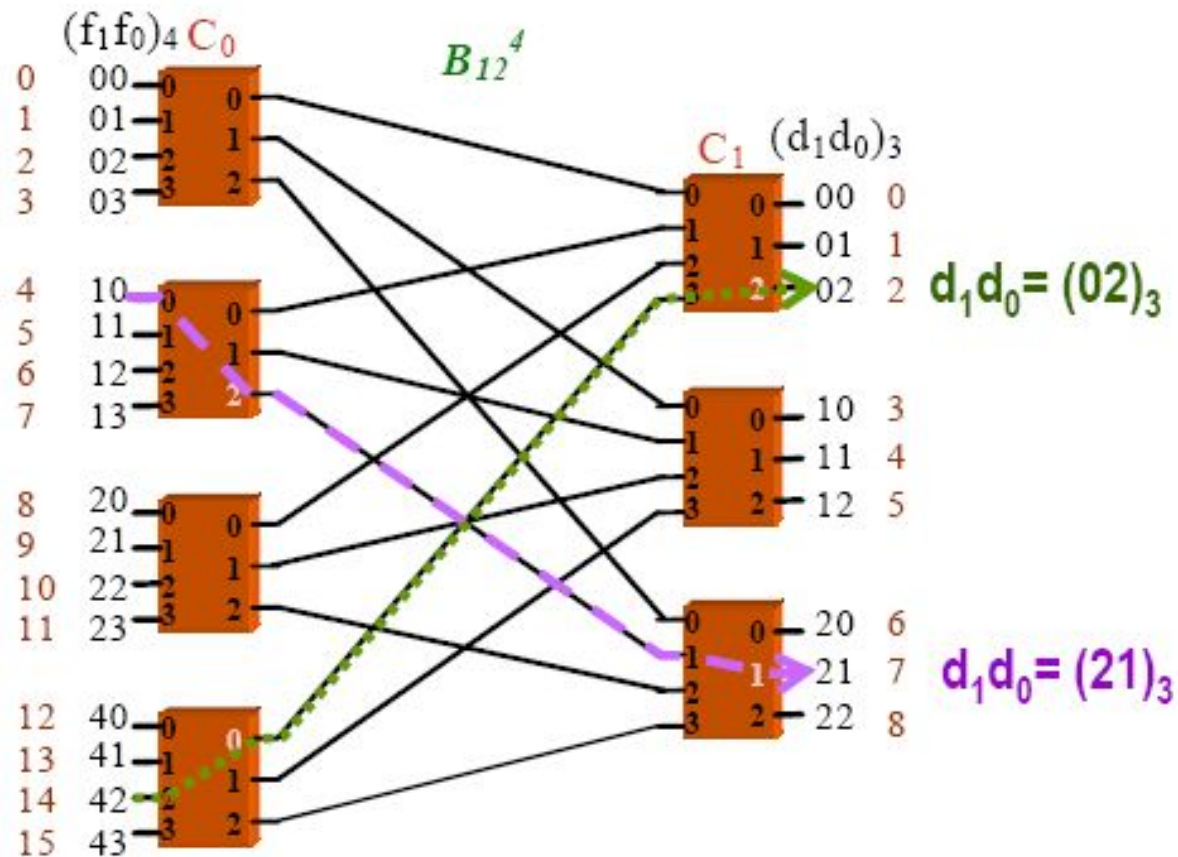 (f₁f₀)₄ C₀
B₁₂⁴
0 00 0 0
1 01 1 1
2 02 2 2
3 03 3
C₁ (d₁d₀)₃
0 0 00 0
1 1 01 1
2 2 02 2
3
d₁d₀= (02)₃
4 10 0 0
5 11 1 1
6 12 2 2
7 13 3
0 0 10 3
1 1 11 4
2 2 12 5
3
8 20 0 0
9 21 1 1
10 22 2 2
11 23 3
0 0 20 6
1 1 21 7
2 2 22 8
3
d₁d₀= (21)₃
12 40 0 0
13 41 1 1
14 42 2 2
15 43 3